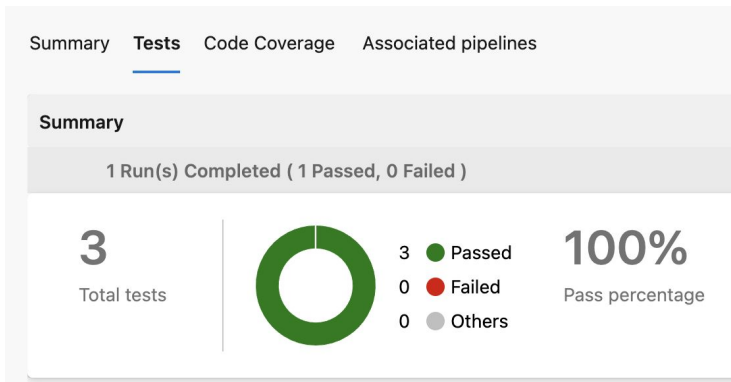 Summary Tests Code Coverage Associated pipelines
Summary
1 Run(s) Completed ( 1 Passed, 0 Failed )
3
Total tests
3 Passed
0 Failed
0 Others
100%
Pass percentage